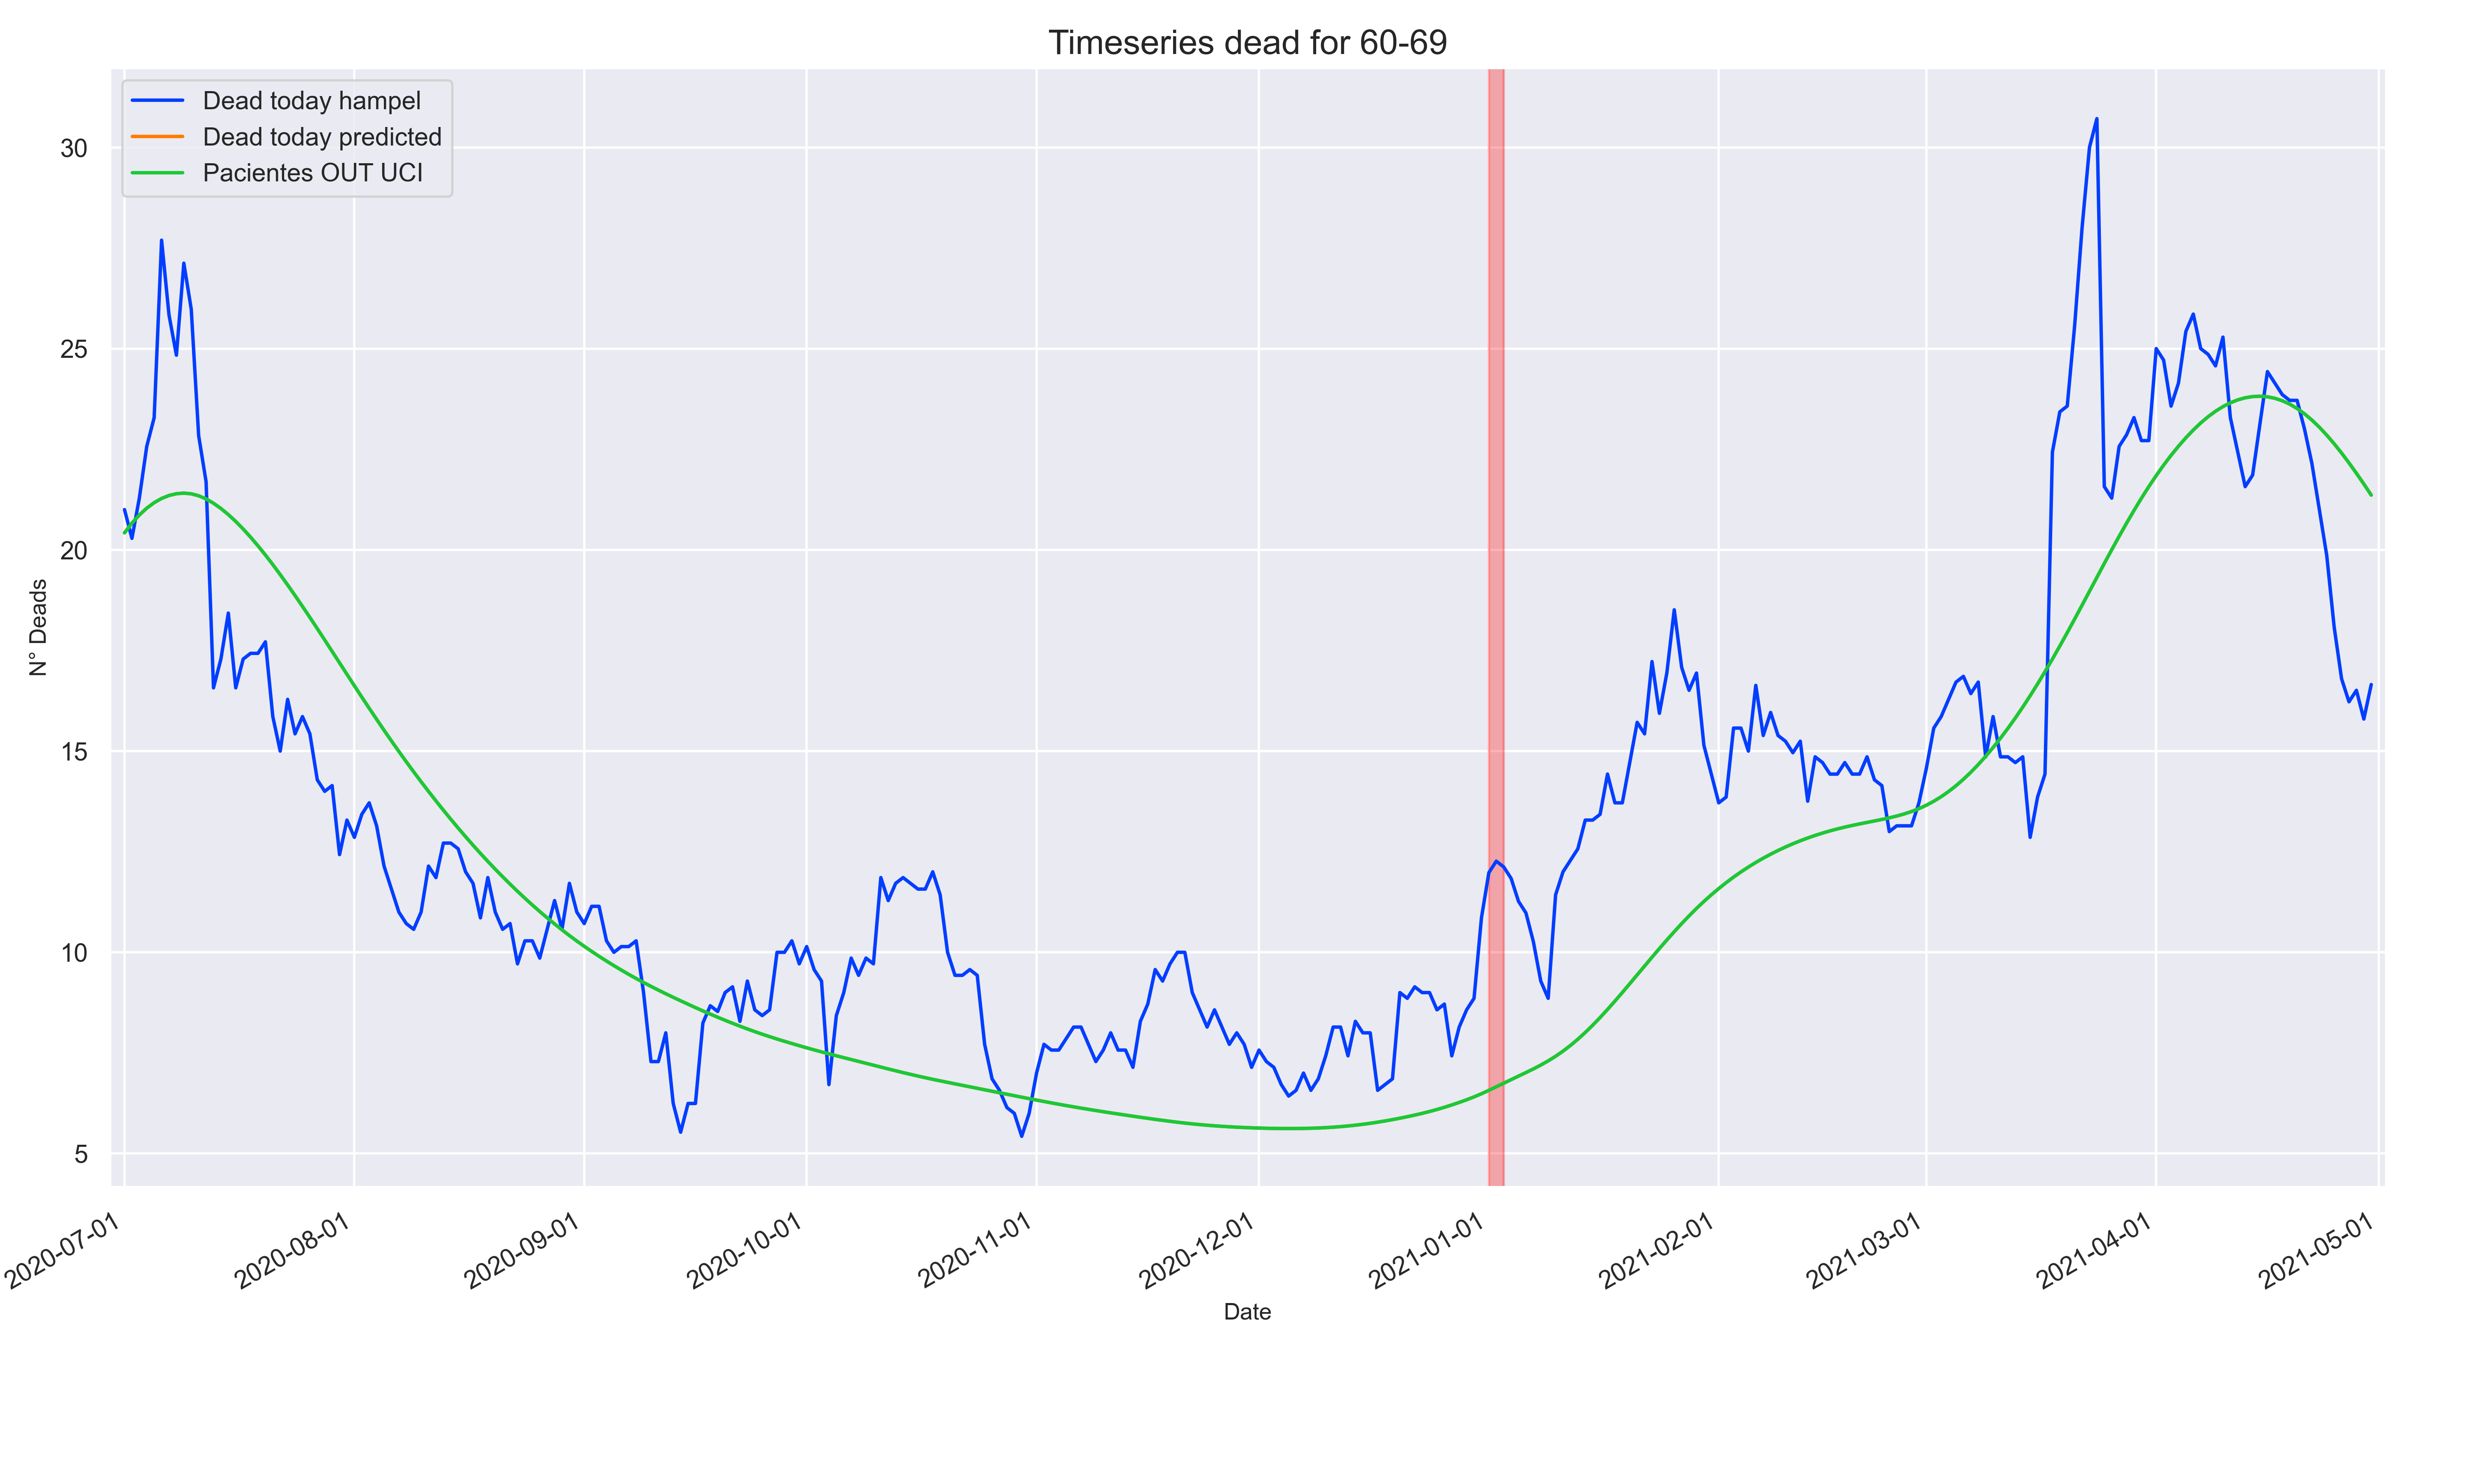 Timeseries dead for 60-69
Dead today hampel
Dead today predicted
Pacientes OUT UCI
30
25
20
15
10
5
N° Deads
2020-07-01
2020-08-01
2020-09-01
2020-10-01
2020-11-01
2020-12-01
2021-01-01
2021-02-01
2021-03-01
2021-04-01
2021-05-01
Date